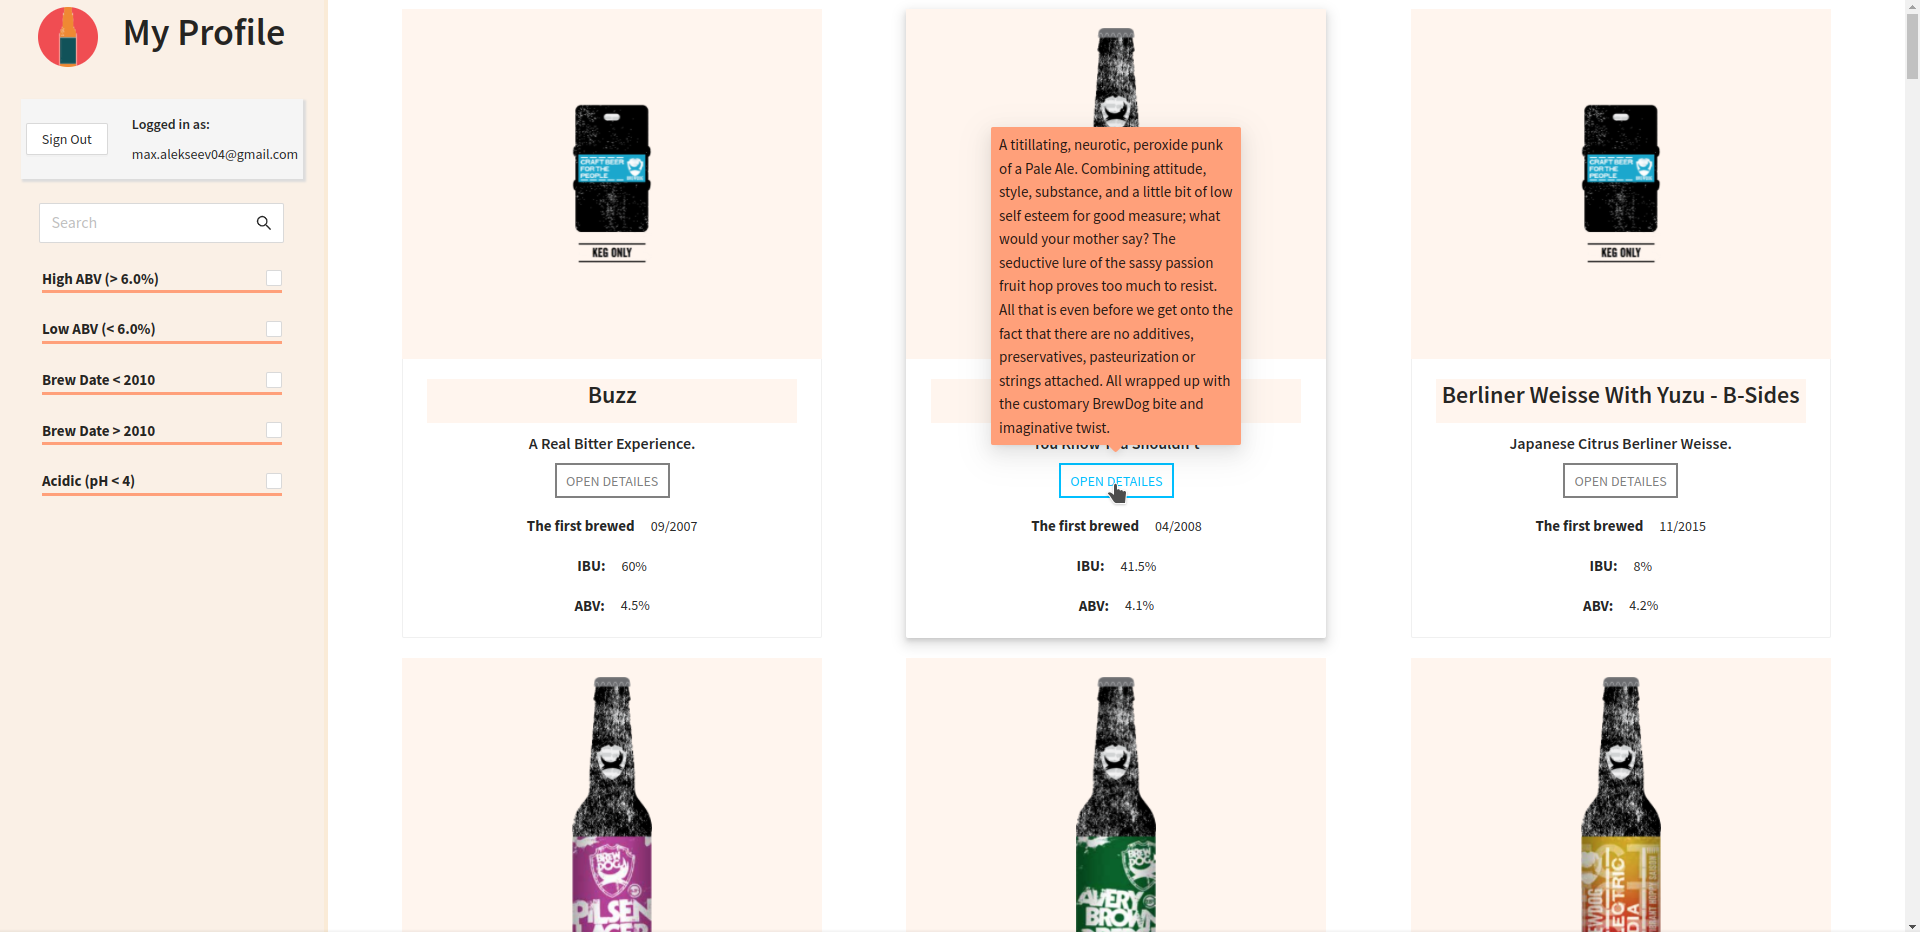 My Profile
Sign Out
Logged in as:
max.alekseev04@gmail.com
Search
High ABV (> 6.0%)
Low ABV (< 6.0%)
Brew Date < 2010
Brew Date > 2010
Acidic (pH < 4)
CRAFT BEER
FOR THE
PEOPLE
KEG ONLY
Buzz
A Real Bitter Experience.
OPEN DETAILES
The first brewed 09/2007
IBU: 60%
ABV: 4.5%
A titillating, neurotic, peroxide punk
of a Pale Ale. Combining attitude,
style, substance, and a little bit of low
self esteem for good measure; what
would your mother say? The
seductive lure of the sassy passion
fruit hop proves too much to resist.
All that is even before we get onto the
fact that there are no additives,
preservatives, pasteurization or
strings attached. All wrapped up with
the customary BrewDog bite and
imaginative twist.
You Know You Shouldn't
OPEN DETAILES
The first brewed 04/2008
IBU: 41.5%
ABV: 4.1%
CRAFT BEER
FOR THE
PEOPLE
KEG ONLY
Berliner Weisse With Yuzu - B-Sides
Japanese Citrus Berliner Weisse.
OPEN DETAILES
The first brewed 11/2015
IBU: 8%
ABV: 4.2%
BREW
DOG
PILSEN
LAGER
BREW
DOG
AVERY
BROWN